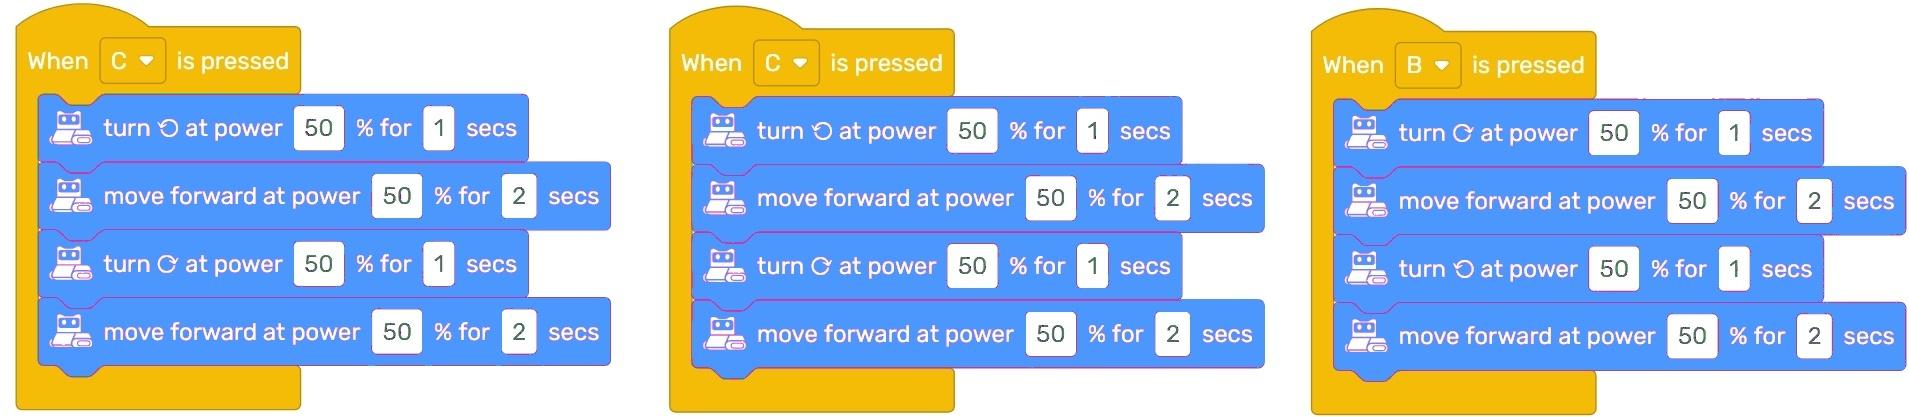 When C is pressed
turn at power 50 % for 1 secs
move forward at power 50 % for 2 secs
turn at power 50 % for 1 secs
move forward at power 50 % for 2 secs
When C is pressed
turn at power 50 % for 1 secs
move forward at power 50 % for 2 secs
turn at power 50 % for 1 secs
move forward at power 50 % for 2 secs
When B is pressed
turn at power 50 % for 1 secs
move forward at power 50 % for 2 secs
turn at power 50 % for 1 secs
move forward at power 50 % for 2 secs